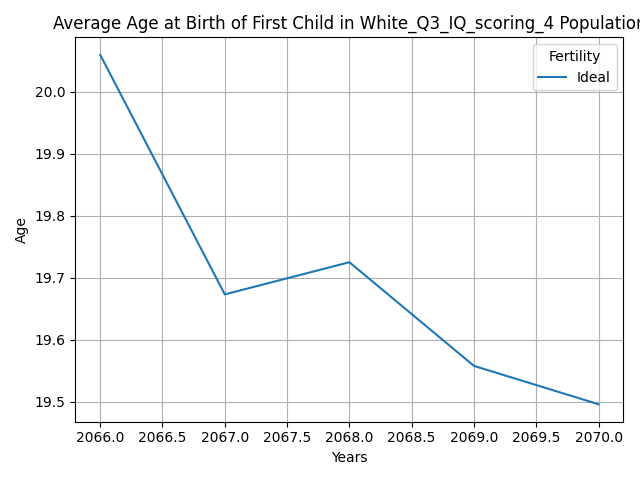 Average Age at Birth of First Child in White_Q3_IQ_scoring_4 Population
Fertility
Ideal
20.0
19.9
19.8
19.7
19.6
19.5
Age
2066.0 2066.5 2067.0 2067.5 2068.0 2068.5 2069.0 2069.5 2070.0
Years